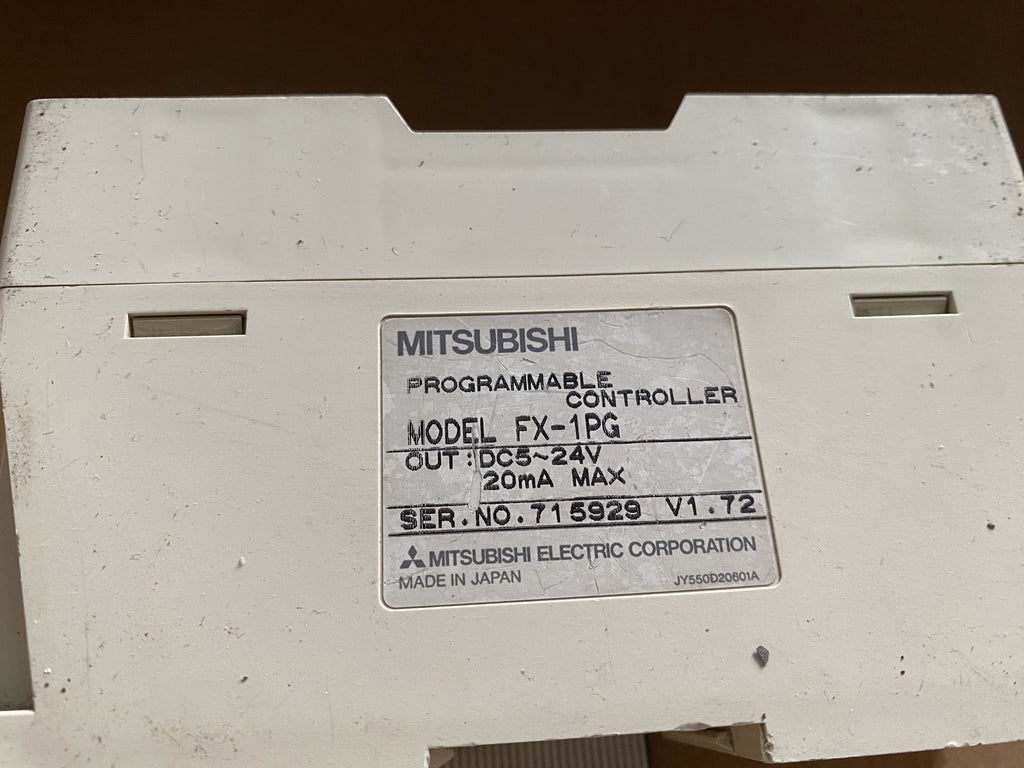 MITSUBISHI
PROGRAMMABLE
CONTROLLER
MODEL FX-1PG
OUT:DC5~24V
20mA MAX
SER.NO.715929 V1.72
MITSUBISHI ELECTRIC CORPORATION
MADE IN JAPAN JY550D20601A